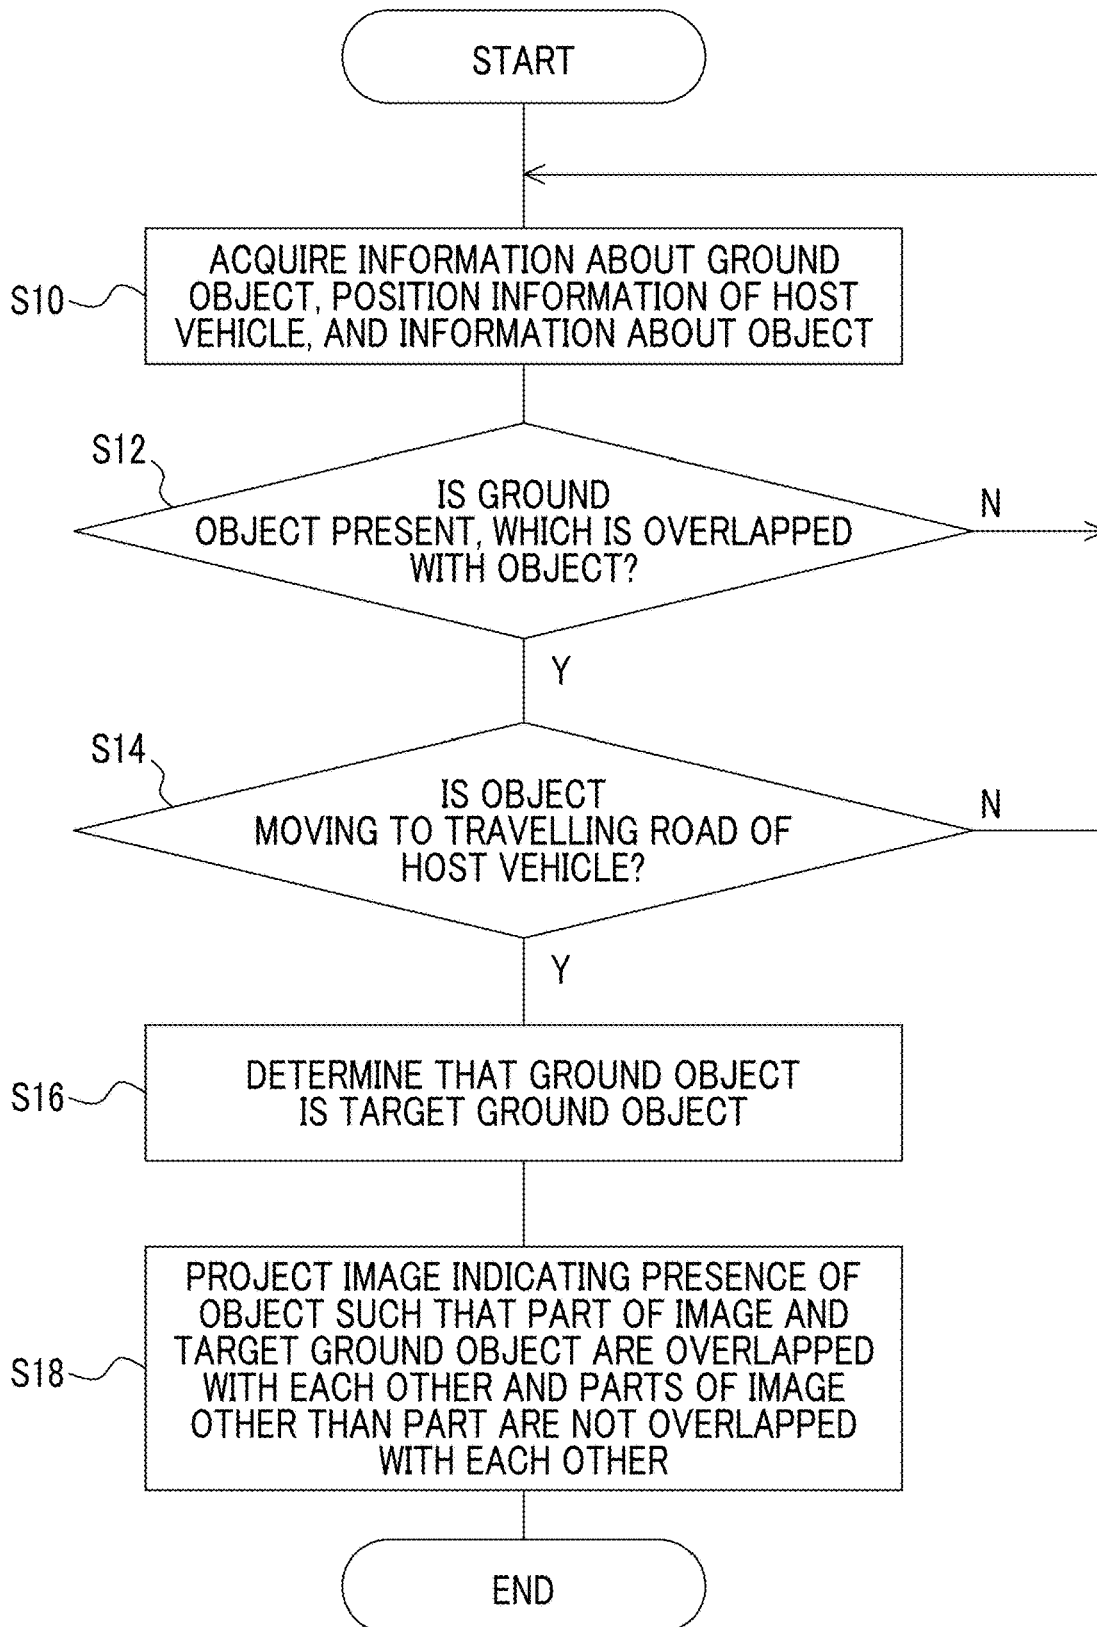 START
ACQUIRE INFORMATION ABOUT GROUND
OBJECT, POSITION INFORMATION OF HOST
VEHICLE, AND INFORMATION ABOUT OBJECT
S10
S12
IS GROUND
OBJECT PRESENT, WHICH IS OVERLAPPED
WITH OBJECT?
N
Y
S14
IS OBJECT
MOVING TO TRAVELLING ROAD OF
HOST VEHICLE?
N
Y
DETERMINE THAT GROUND OBJECT
IS TARGET GROUND OBJECT
S16
PROJECT IMAGE INDICATING PRESENCE OF
OBJECT SUCH THAT PART OF IMAGE AND
TARGET GROUND OBJECT ARE OVERLAPPED
WITH EACH OTHER AND PARTS OF IMAGE
OTHER THAN PART ARE NOT OVERLAPPED
WITH EACH OTHER
S18
END